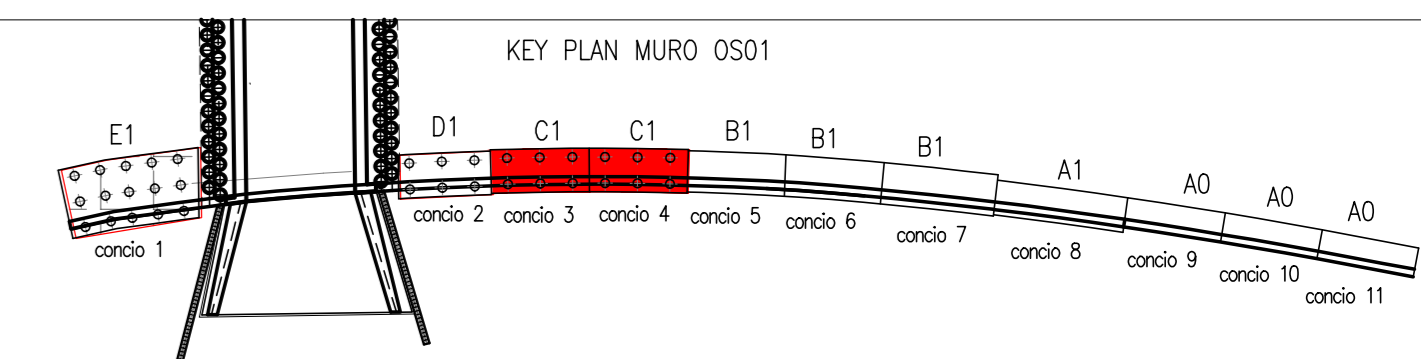 KEY PLAN MURO OS01
E1
D1
C1
C1
B1
B1
B1
A1
A0
A0
A0
concio 1
concio 2
concio 3
concio 4
concio 5
concio 6
concio 7
concio 8
concio 9
concio 10
concio 11